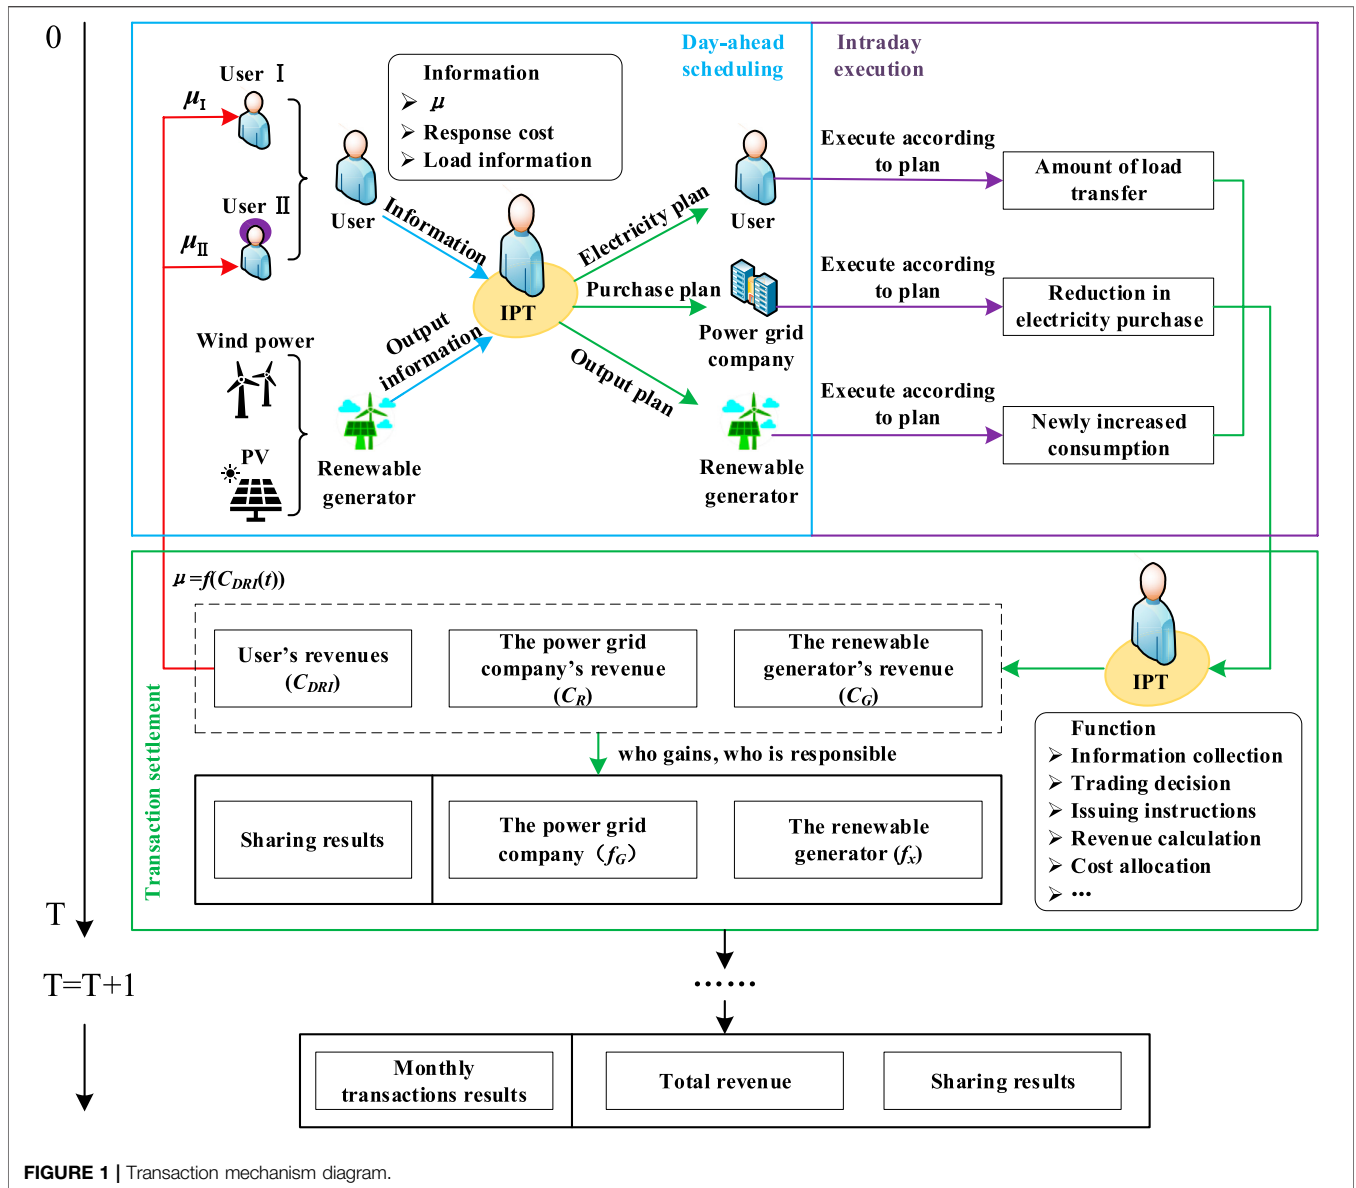 0
Day-ahead
scheduling
Intraday
execution
User Ⅰ
μI
User Ⅱ
μII
Information
➢ μ
➢ Response cost
➢ Load information
User
Information
IPT
Output
information
Wind power
PV
Renewable
generator
Electricity plan
Purchase plan
Output plan
User
Power grid
company
Renewable
generator
Execute according
to plan
Amount of load
transfer
Execute according
to plan
Reduction in
electricity purchase
Execute according
to plan
Newly increased
consumption
μ=f(CDRI(t))
Transaction settlement
User's revenues
(CDRI)
The power grid
company's revenue
(CR)
The renewable
generator's revenue
(CG)
IPT
who gains, who is responsible
Sharing results
The power grid
company（fG）
The renewable
generator (fx)
Function
➢ Information collection
➢ Trading decision
➢ Issuing instructions
➢ Revenue calculation
➢ Cost allocation
➢ ···
T
T=T+1
······
Monthly
transactions results
Total revenue
Sharing results
FIGURE 1 | Transaction mechanism diagram.